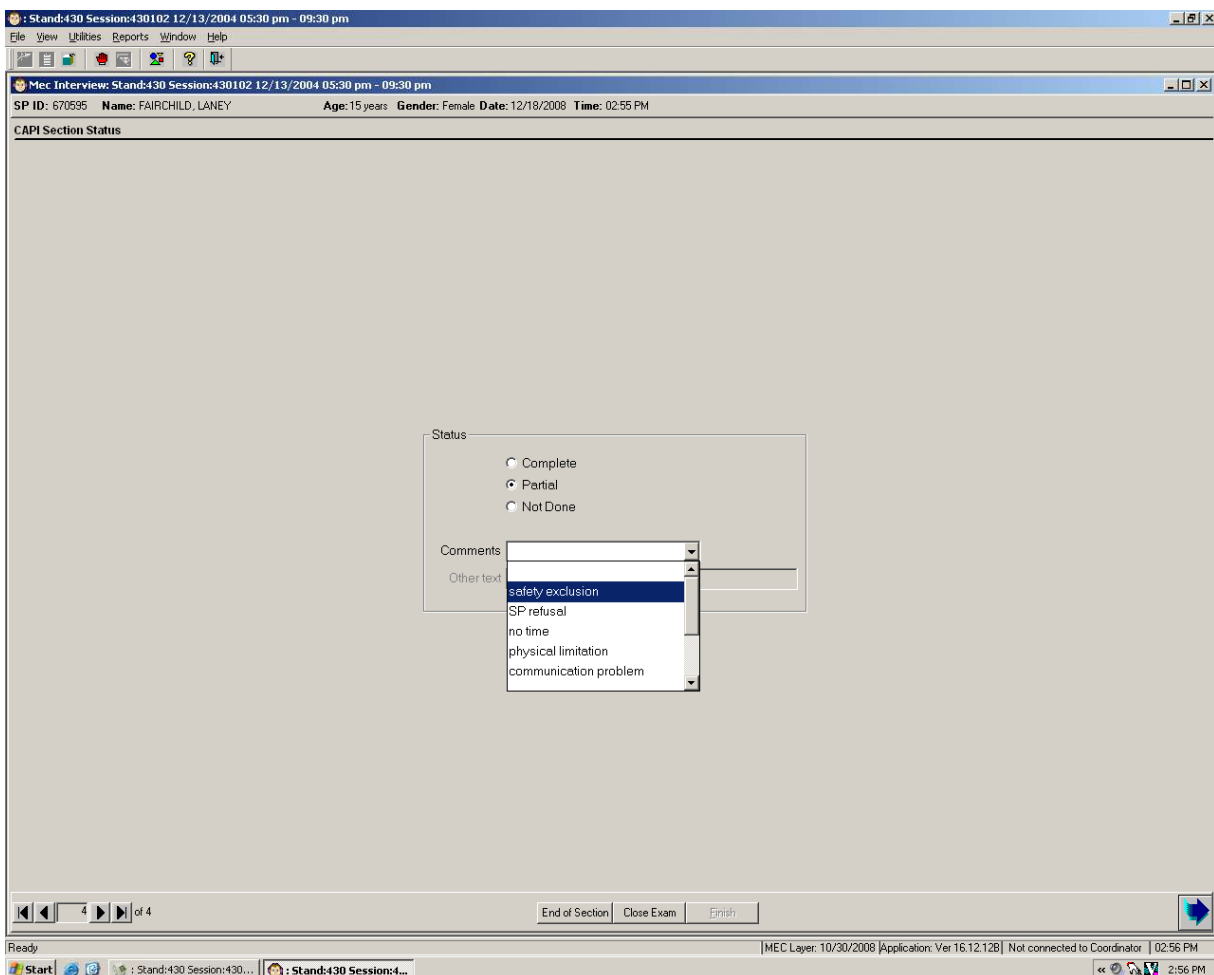 : Stand:430 Session:430102 12/13/2004 05:30 pm - 09:30 pm
File View Utilities Reports Window Help
Mec Interview: Stand:430 Session:430102 12/13/2004 05:30 pm - 09:30 pm
SP ID: 670595 Name: FAIRCHILD, LANEY Age: 15 years Gender: Female Date: 12/18/2008 Time: 02:55 PM
CAPI Section Status
Status
Complete
Partial
Not Done
Comments
Other text
safety exclusion
SP refusal
no time
physical limitation
communication problem
4 of 4 End of Section Close Exam Finish
Ready MEC Layer: 10/30/2008 Application: Ver 16.12.12B Not connected to Coordinator 02:56 PM
Start : Stand:430 Session:430... : Stand:430 Session:4... « 2:56 PM